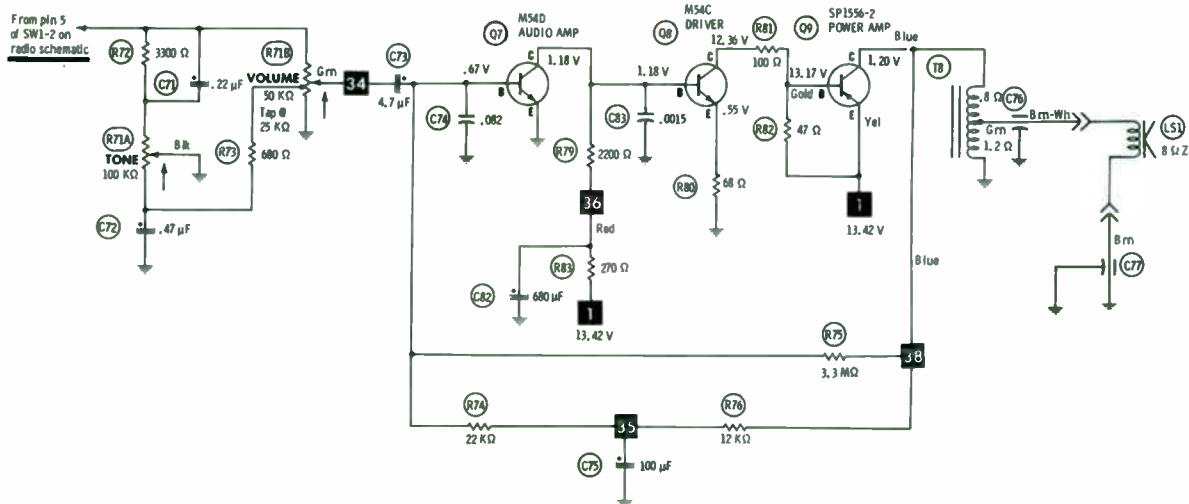 From pin 5
of SW1-2 on
radio schematic
R72
3300 Ω
C71
.22 μF
R71B
VOLUME
50 KΩ
Tap @
25 KΩ
Grn
34
C73
4.7 μF
R71A
TONE
100 KΩ
Blk
R73
680 Ω
C72
.47 μF
M54D
Q7
AUDIO AMP
C
1.18 V
.67 V
B
E
C74
.082
R79
2200 Ω
36
Red
R83
270 Ω
C82
680 μF
1
13.42 V
M54C
Q8
DRIVER
12.36 V
C
1.18 V
B
E
.55 V
C83
.0015
R80
68 Ω
R81
100 Ω
SP1556-2
Q9
POWER AMP
C
1.20 V
13.17 V
Gold
B
E
Yel
R82
47 Ω
1
13.42 V
Blue
T8
.8 Ω
C76
Brn-Wh
Grn
1.2 Ω
LS1
8 Ω Z
Brn
C77
Blue
R75
3.3 MΩ
38
R74
22 KΩ
35
R76
12 KΩ
C75
100 μF